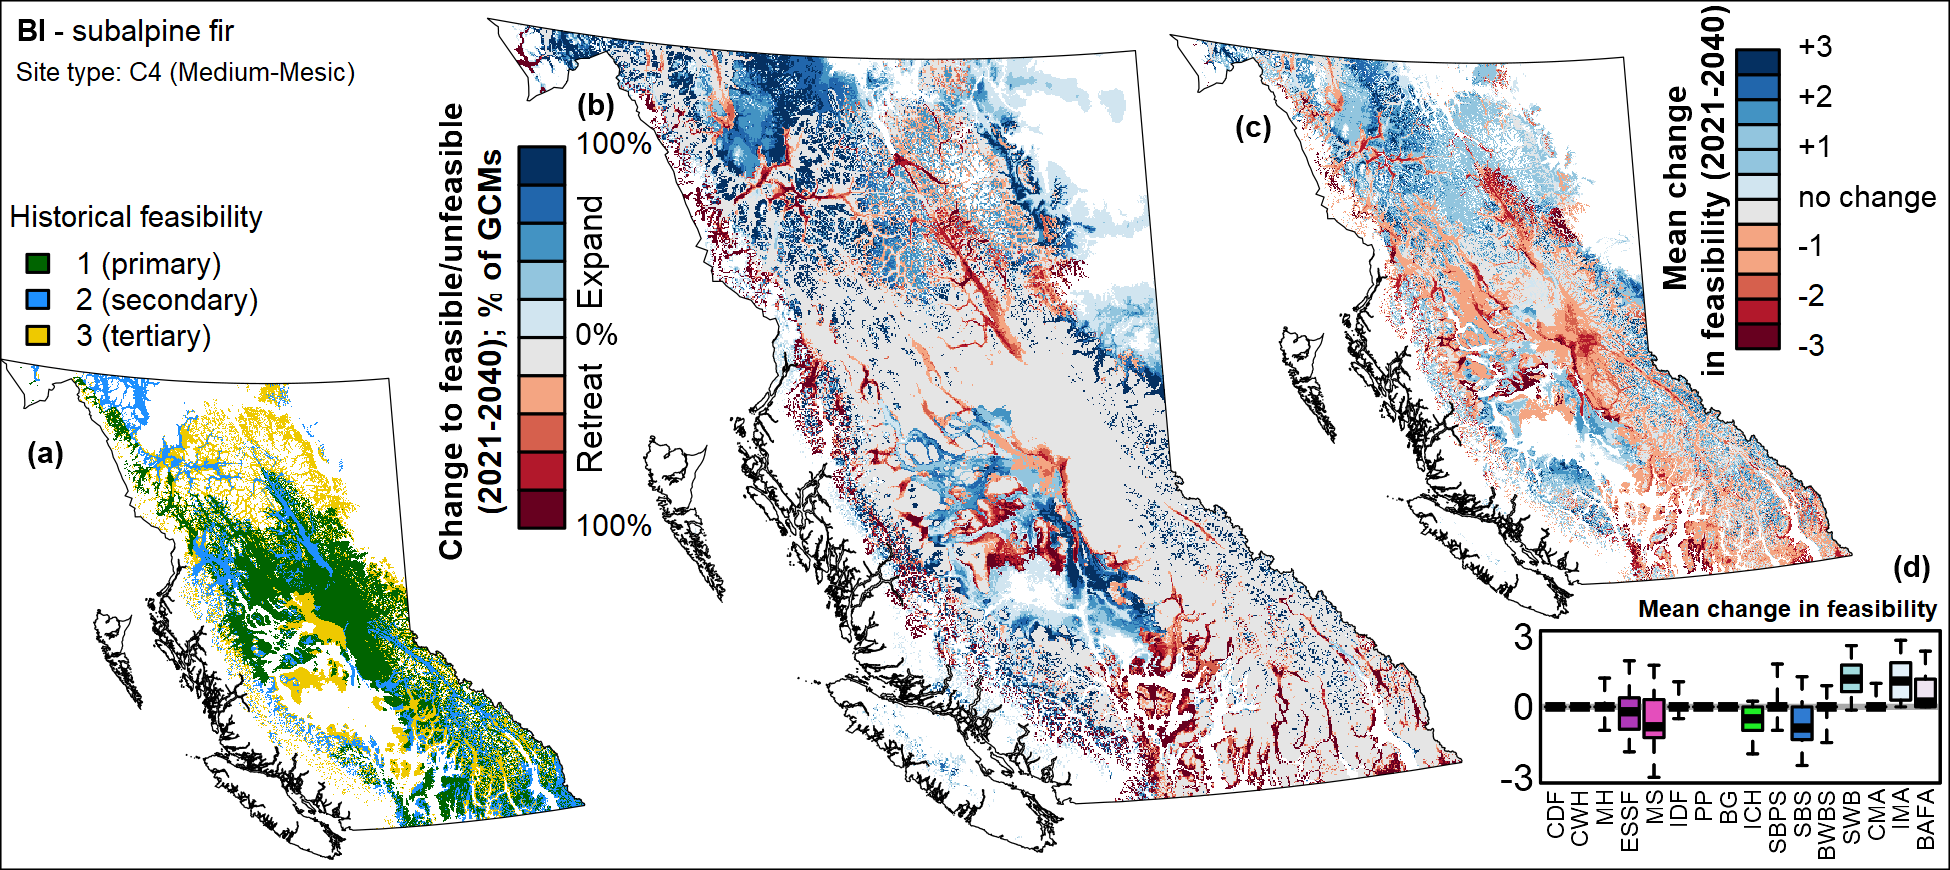 Bl - subalpine fir
Site type: C4 (Medium-Mesic)
Historical feasibility
1 (primary)
2 (secondary)
3 (tertiary)
(a)
(b)
Change to feasible/unfeasible
(2021-2040); % of GCMs
100%
Expand
0%
Retreat
100%
(c)
Mean change
in feasibility (2021-2040)
+3
+2
+1
no change
-1
-2
-3
(d)
Mean change in feasibility
3
0
-3
CDF
CWH
MH
ESSF
MS
IDF
PP
BG
ICH
SBPS
SBS
BWBS
SWB
CMA
IMA
BAFA